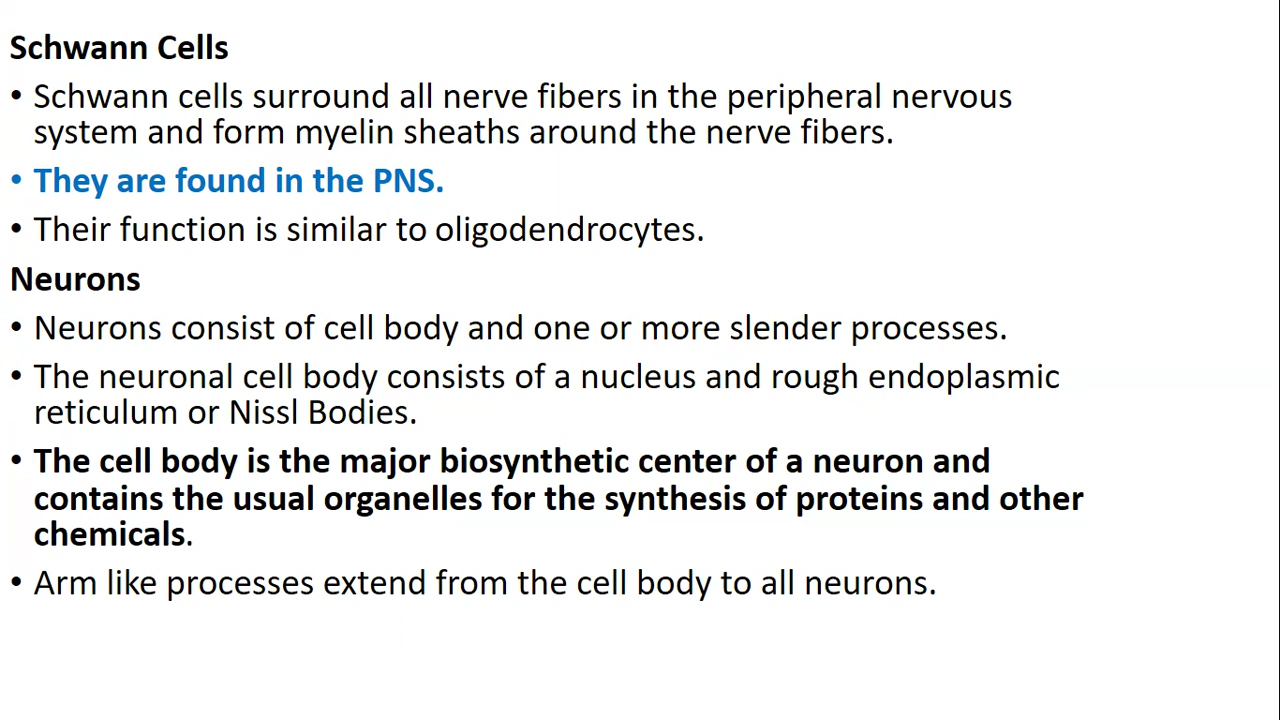 Schwann Cells
• Schwann cells surround all nerve fibers in the peripheral nervous
system and form myelin sheaths around the nerve fibers.
• They are found in the PNS.
• Their function is similar to oligodendrocytes.
Neurons
• Neurons consist of cell body and one or more slender processes.
• The neuronal cell body consists of a nucleus and rough endoplasmic
reticulum or Nissl Bodies.
• The cell body is the major biosynthetic center of a neuron and
contains the usual organelles for the synthesis of proteins and other
chemicals.
• Arm like processes extend from the cell body to all neurons.